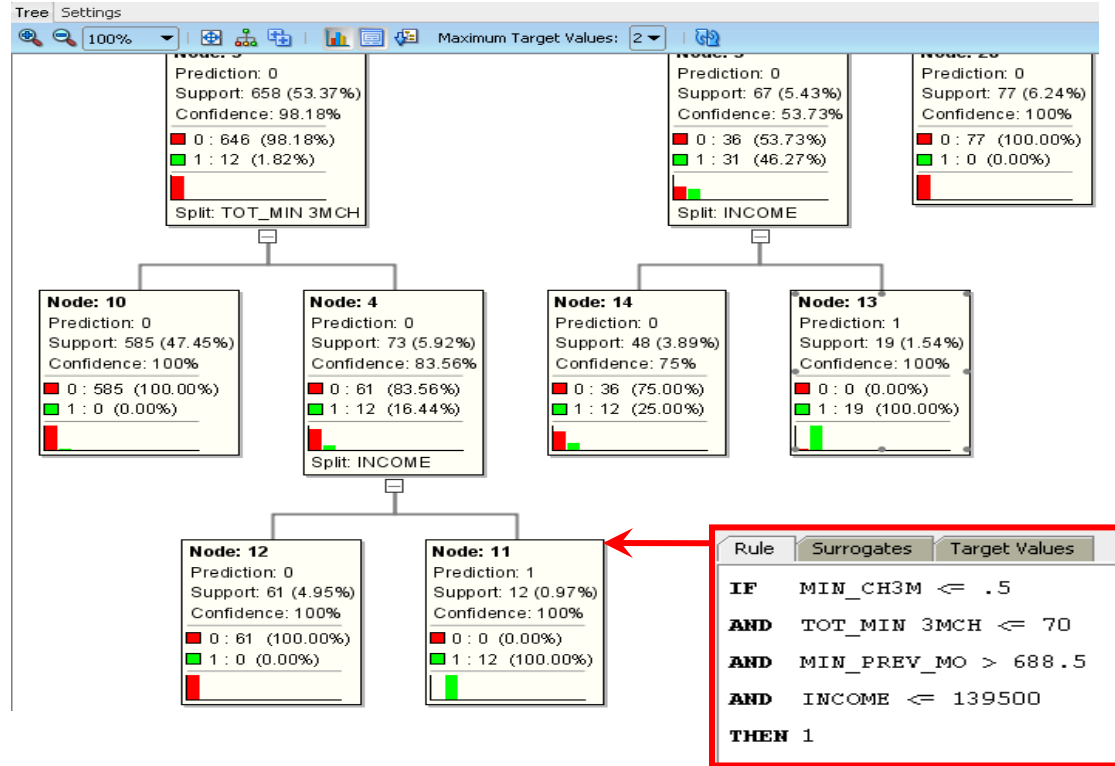 Tree Settings
100% Maximum Target Values: 2
Prediction: 0
Support: 658 (53.37%)
Confidence: 98.18%
0 : 646 (98.18%)
1 : 12 (1.82%)
Split: TOT_MIN 3MCH
Prediction: 0
Support: 67 (5.43%)
Confidence: 53.73%
0 : 36 (53.73%)
1 : 31 (46.27%)
Split: INCOME
Prediction: 0
Support: 77 (6.24%)
Confidence: 100%
0 : 77 (100.00%)
1 : 0 (0.00%)
Node: 10
Prediction: 0
Support: 585 (47.45%)
Confidence: 100%
0 : 585 (100.00%)
1 : 0 (0.00%)
Node: 4
Prediction: 0
Support: 73 (5.92%)
Confidence: 83.56%
0 : 61 (83.56%)
1 : 12 (16.44%)
Split: INCOME
Node: 14
Prediction: 0
Support: 48 (3.89%)
Confidence: 75%
0 : 36 (75.00%)
1 : 12 (25.00%)
Node: 13
Prediction: 1
Support: 19 (1.54%)
Confidence: 100%
0 : 0 (0.00%)
1 : 19 (100.00%)
Node: 12
Prediction: 0
Support: 61 (4.95%)
Confidence: 100%
0 : 61 (100.00%)
1 : 0 (0.00%)
Node: 11
Prediction: 1
Support: 12 (0.97%)
Confidence: 100%
0 : 0 (0.00%)
1 : 12 (100.00%)
Rule Surrogates Target Values
IF MIN_CH3M <= .5
AND TOT_MIN 3MCH <= 70
AND MIN_PREV_MO > 688.5
AND INCOME <= 139500
THEN 1